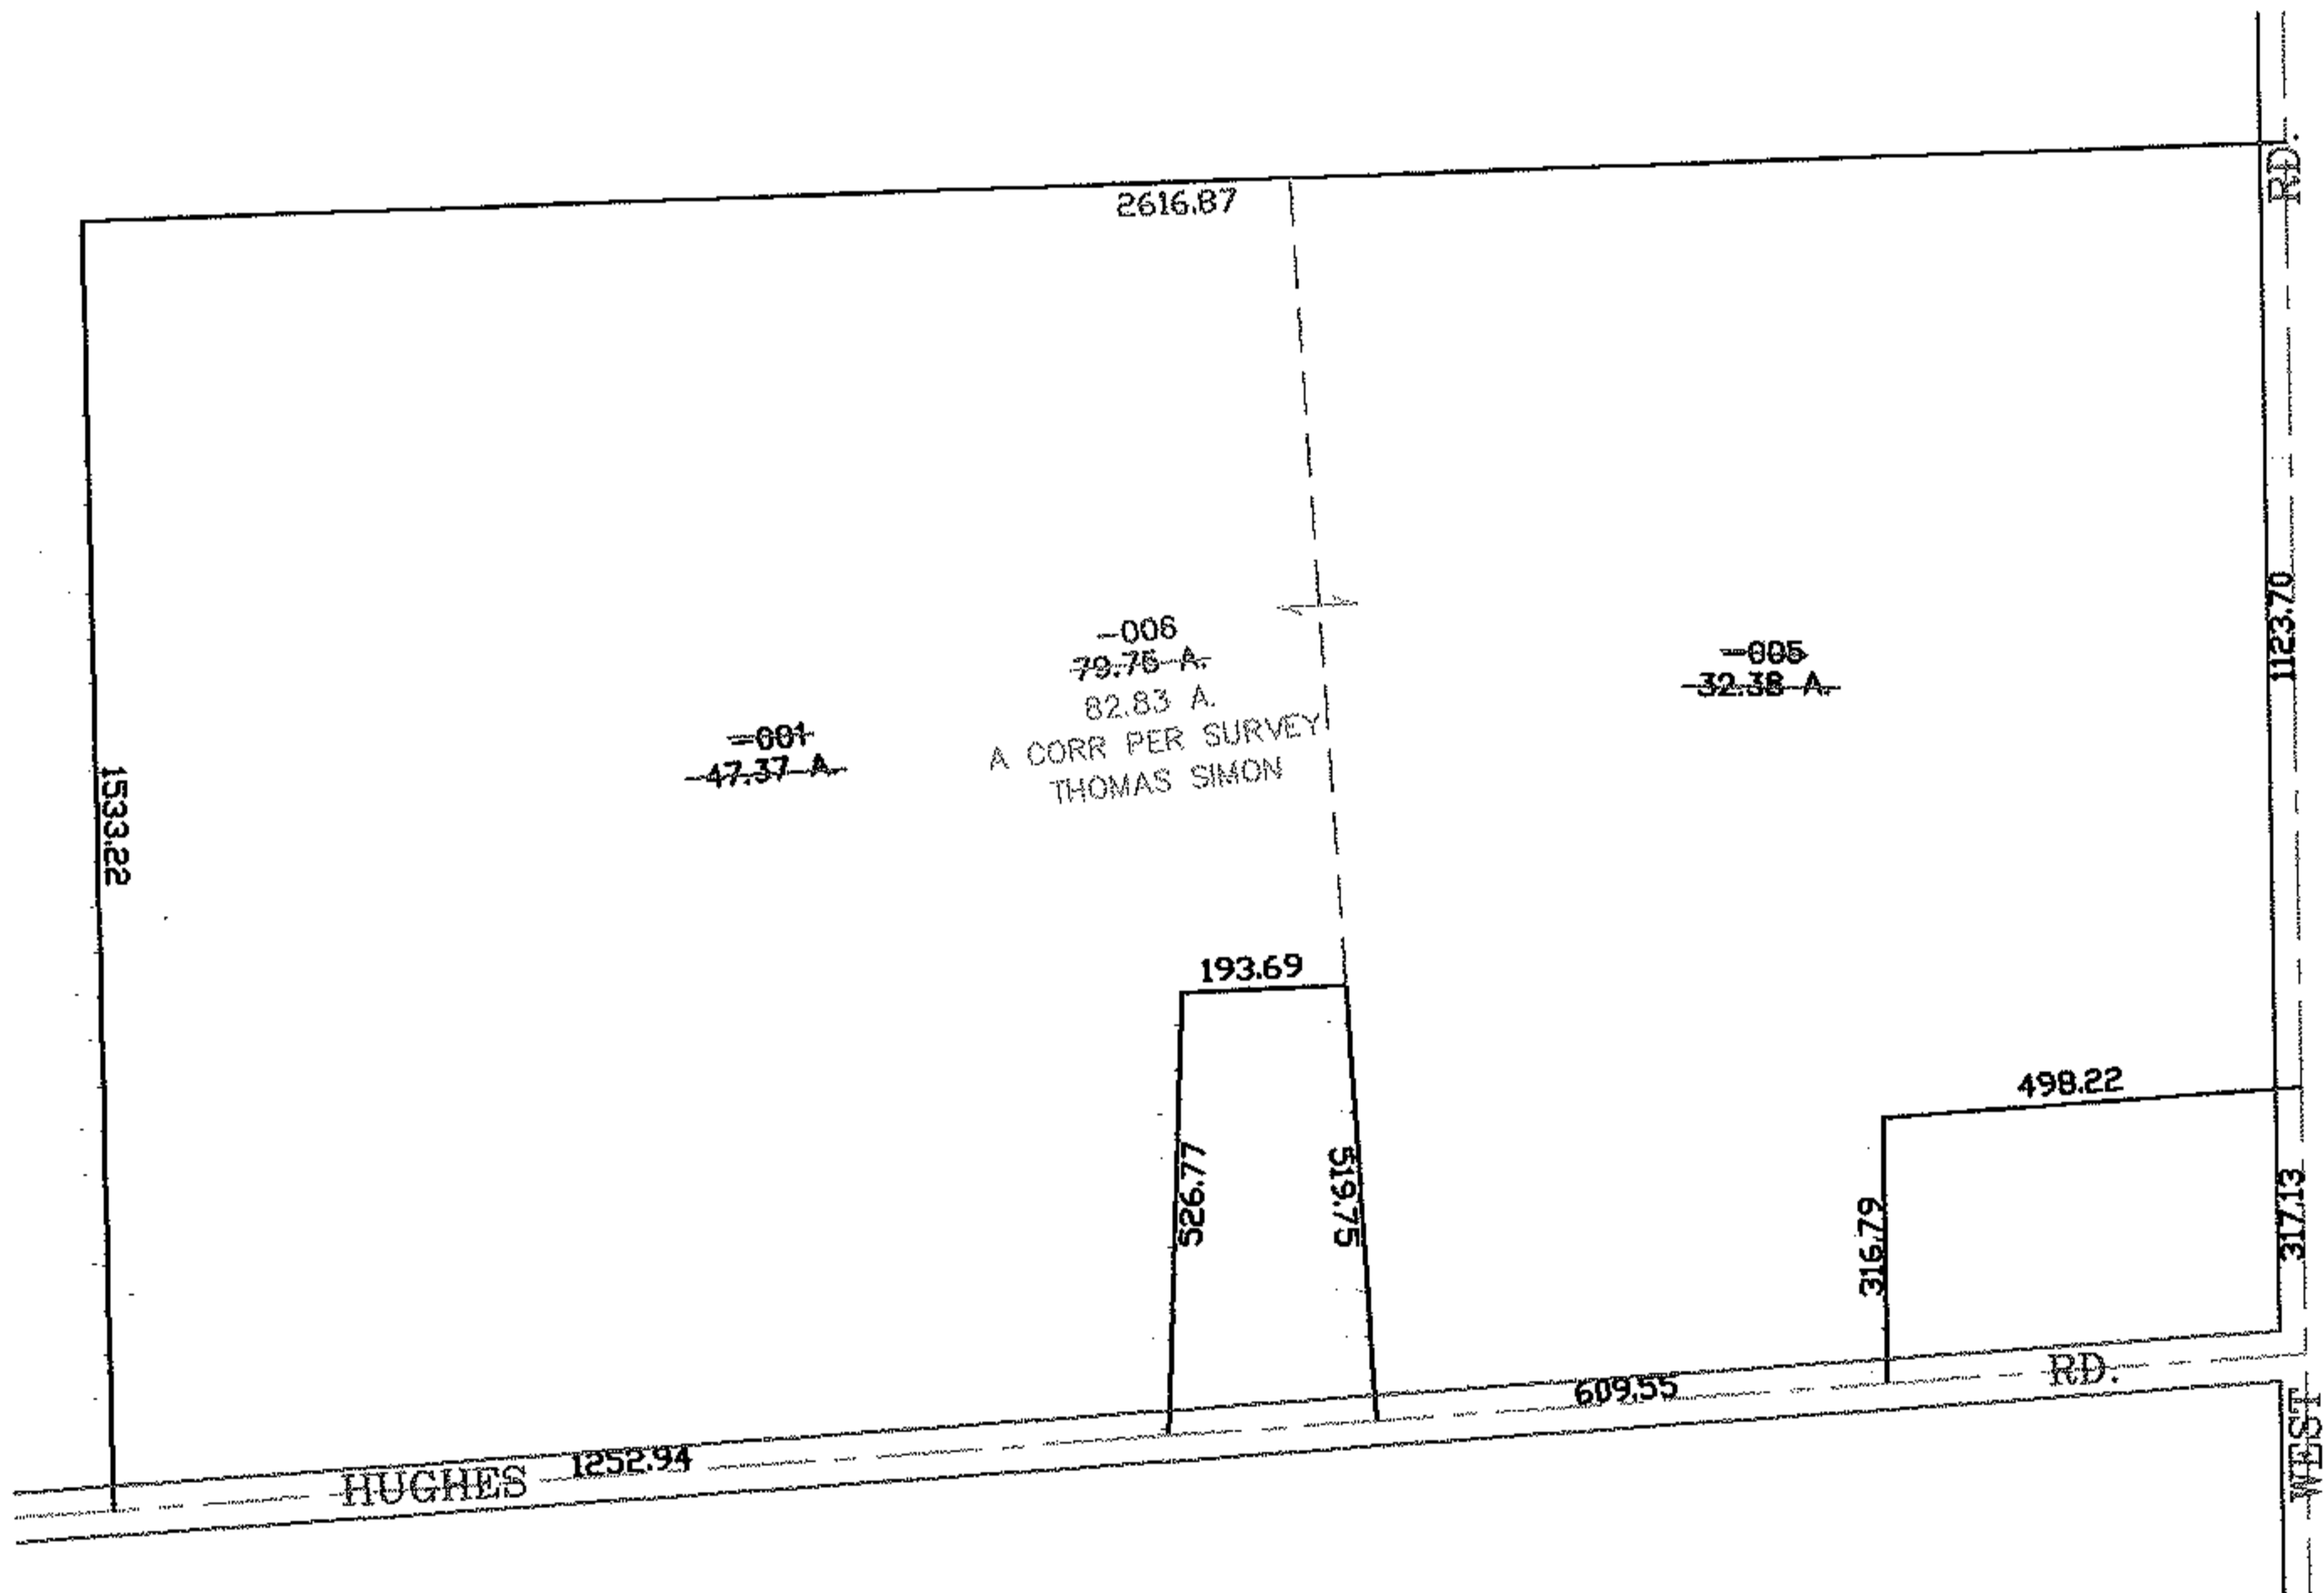 RD.
2616.87
1123.70
-006
79.75 A.
82.83 A.
A CORR PER SURVEY
THOMAS SIMON
-005
32.38 A.
-001
47.37 A.
1533.22
193.69
498.22
526.77
519.75
316.79
317.13
609.55
RD.
1252.94
HUGHES
WEST